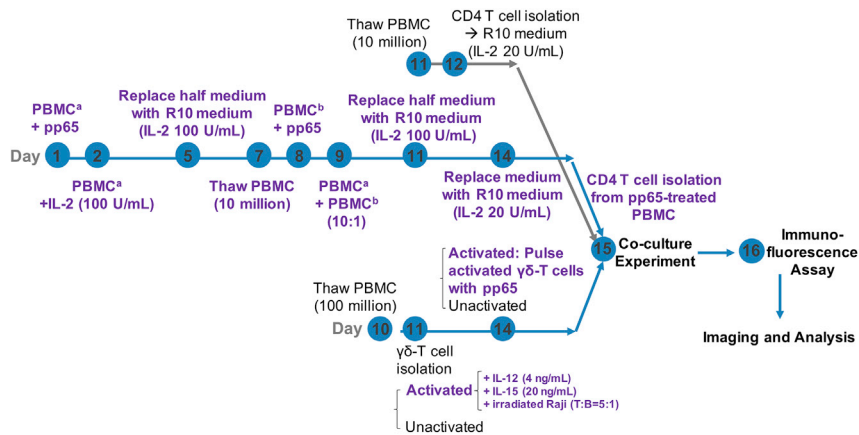 Thaw PBMC
(10 million)
CD4 T cell isolation
→ R10 medium
(IL-2 20 U/mL)
11
12
PBMCᵃ
+ pp65
Replace half medium
with R10 medium
(IL-2 100 U/mL)
PBMCᵇ
+ pp65
Replace half medium
with R10 medium
(IL-2 100 U/mL)
Day
1
2
5
7
8
9
11
14
PBMCᵃ
+IL-2 (100 U/mL)
Thaw PBMC
(10 million)
PBMCᵃ
+ PBMCᵇ
(10:1)
Replace medium
with R10 medium
(IL-2 20 U/mL)
CD4 T cell isolation
from pp65-treated
PBMC
15
Co-culture
Experiment
16
Immuno-
fluorescence
Assay
Imaging and Analysis
Activated: Pulse
activated γδ-T cells
with pp65
Unactivated
Thaw PBMC
(100 million)
Day
10
11
14
γδ-T cell
isolation
Activated
+ IL-12 (4 ng/mL)
+ IL-15 (20 ng/mL)
+ irradiated Raji (T:B=5:1)
Unactivated